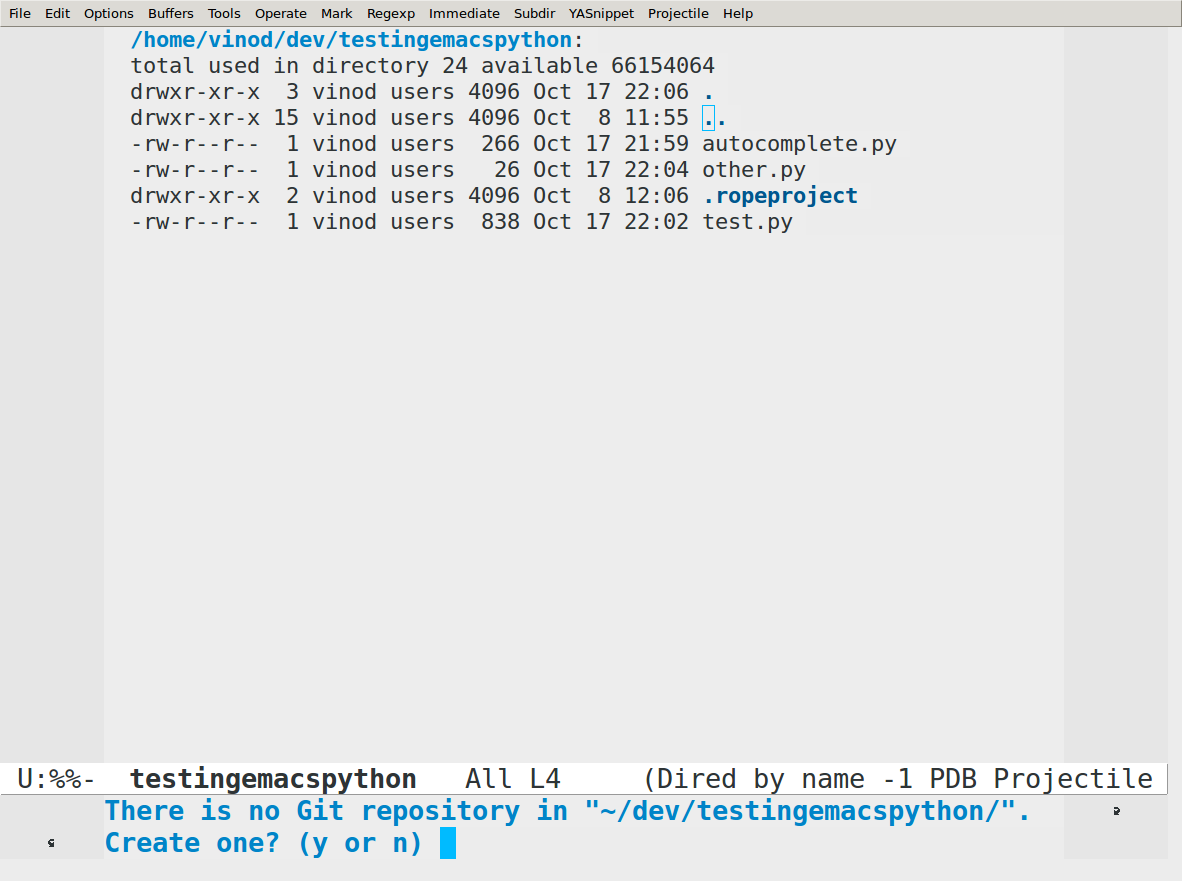 File Edit Options Buffers Tools Operate Mark Regexp Immediate Subdir YASnippet Projectile Help
/home/vinod/dev/testingemacspython:
total used in directory 24 available 66154064
drwxr-xr-x  3 vinod users 4096 Oct 17 22:06 .
drwxr-xr-x 15 vinod users 4096 Oct  8 11:55 ..
-rw-r--r--  1 vinod users  266 Oct 17 21:59 autocomplete.py
-rw-r--r--  1 vinod users   26 Oct 17 22:04 other.py
drwxr-xr-x  2 vinod users 4096 Oct  8 12:06 .ropeproject
-rw-r--r--  1 vinod users  838 Oct 17 22:02 test.py
U:%%-  testingemacspython   All L4     (Dired by name -1 PDB Projectile
There is no Git repository in "~/dev/testingemacspython/".
Create one? (y or n)